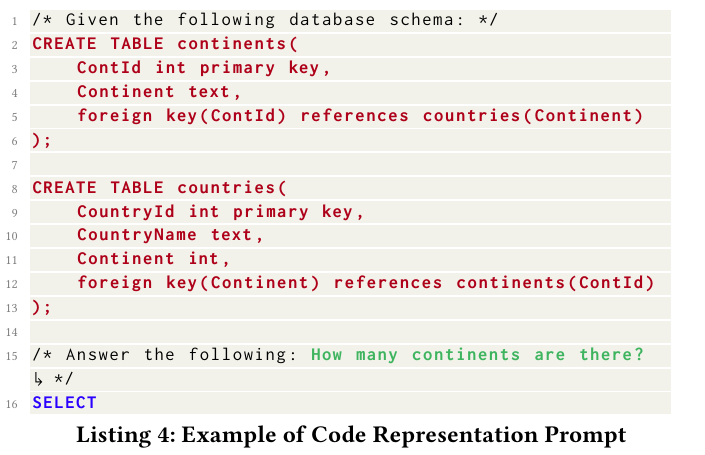 1 /* Given the following database schema: */
2 CREATE TABLE continents(
3     ContId int primary key,
4     Continent text,
5     foreign key(ContId) references countries(Continent)
6 );
7
8 CREATE TABLE countries(
9     CountryId int primary key,
10     CountryName text,
11     Continent int,
12     foreign key(Continent) references continents(ContId)
13 );
14
15 /* Answer the following: How many continents are there?
↳ */
16 SELECT
Listing 4: Example of Code Representation Prompt